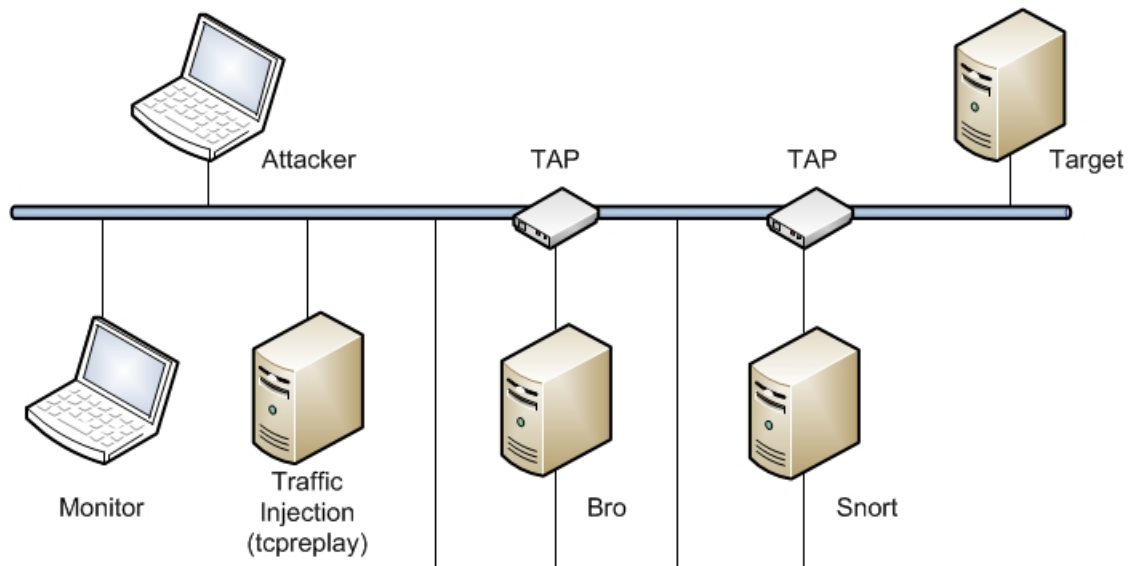 Attacker
TAP
TAP
Target
Monitor
Traffic
Injection
(tcpreplay)
Bro
Snort